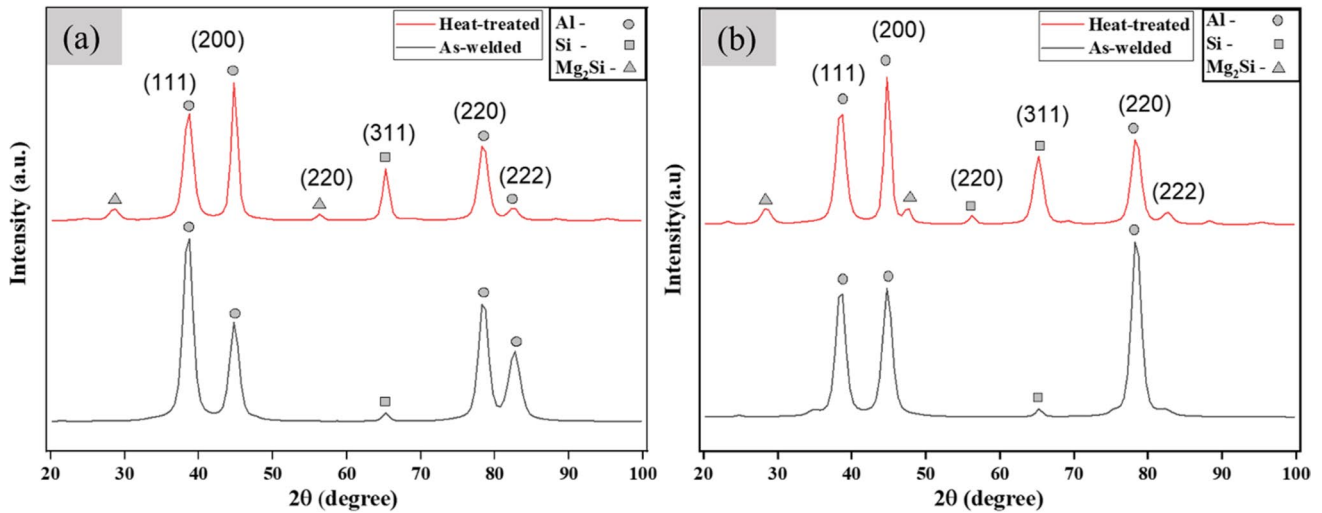 (a)
Heat-treated
As-welded
Al -
Si -
Mg₂Si -
(111)
(200)
(220)
(311)
(220)
(222)
Intensity (a.u.)
20 30 40 50 60 70 80 90 100
2θ (degree)
(b)
Heat-treated
As-welded
Al -
Si -
Mg₂Si -
(111)
(200)
(220)
(311)
(220)
(222)
Intensity(a.u)
20 30 40 50 60 70 80 90 100
2θ (degree)